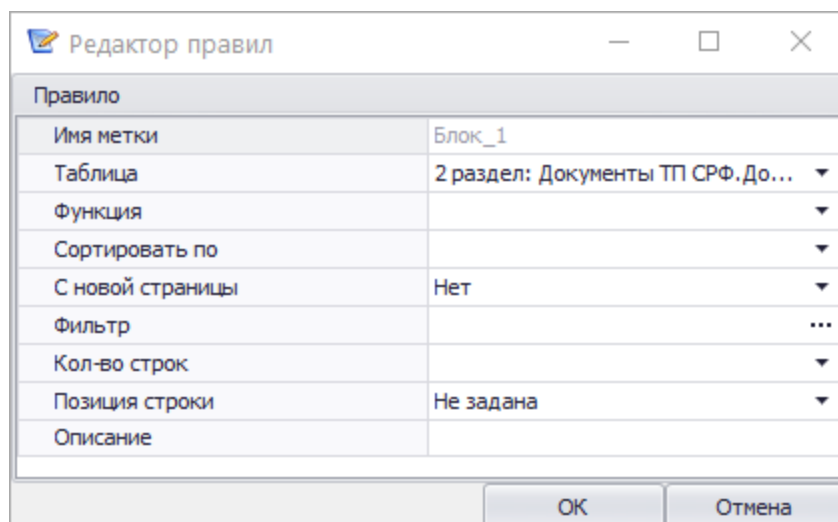 Редактор правил
Правило
Имя метки Блок_1
Таблица 2 раздел: Документы ТП СРФ.До...
Функция
Сортировать по
С новой страницы Нет
Фильтр ...
Кол-во строк
Позиция строки Не задана
Описание
ОК Отмена